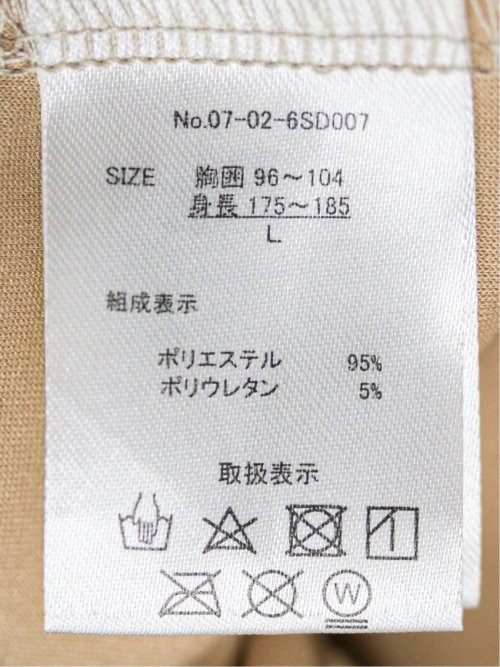 No.07-02-6SD007
SIZE 胸囲 96～104
身長 175～185
L
組成表示
ポリエステル 95%
ポリウレタン 5%
取扱表示
W